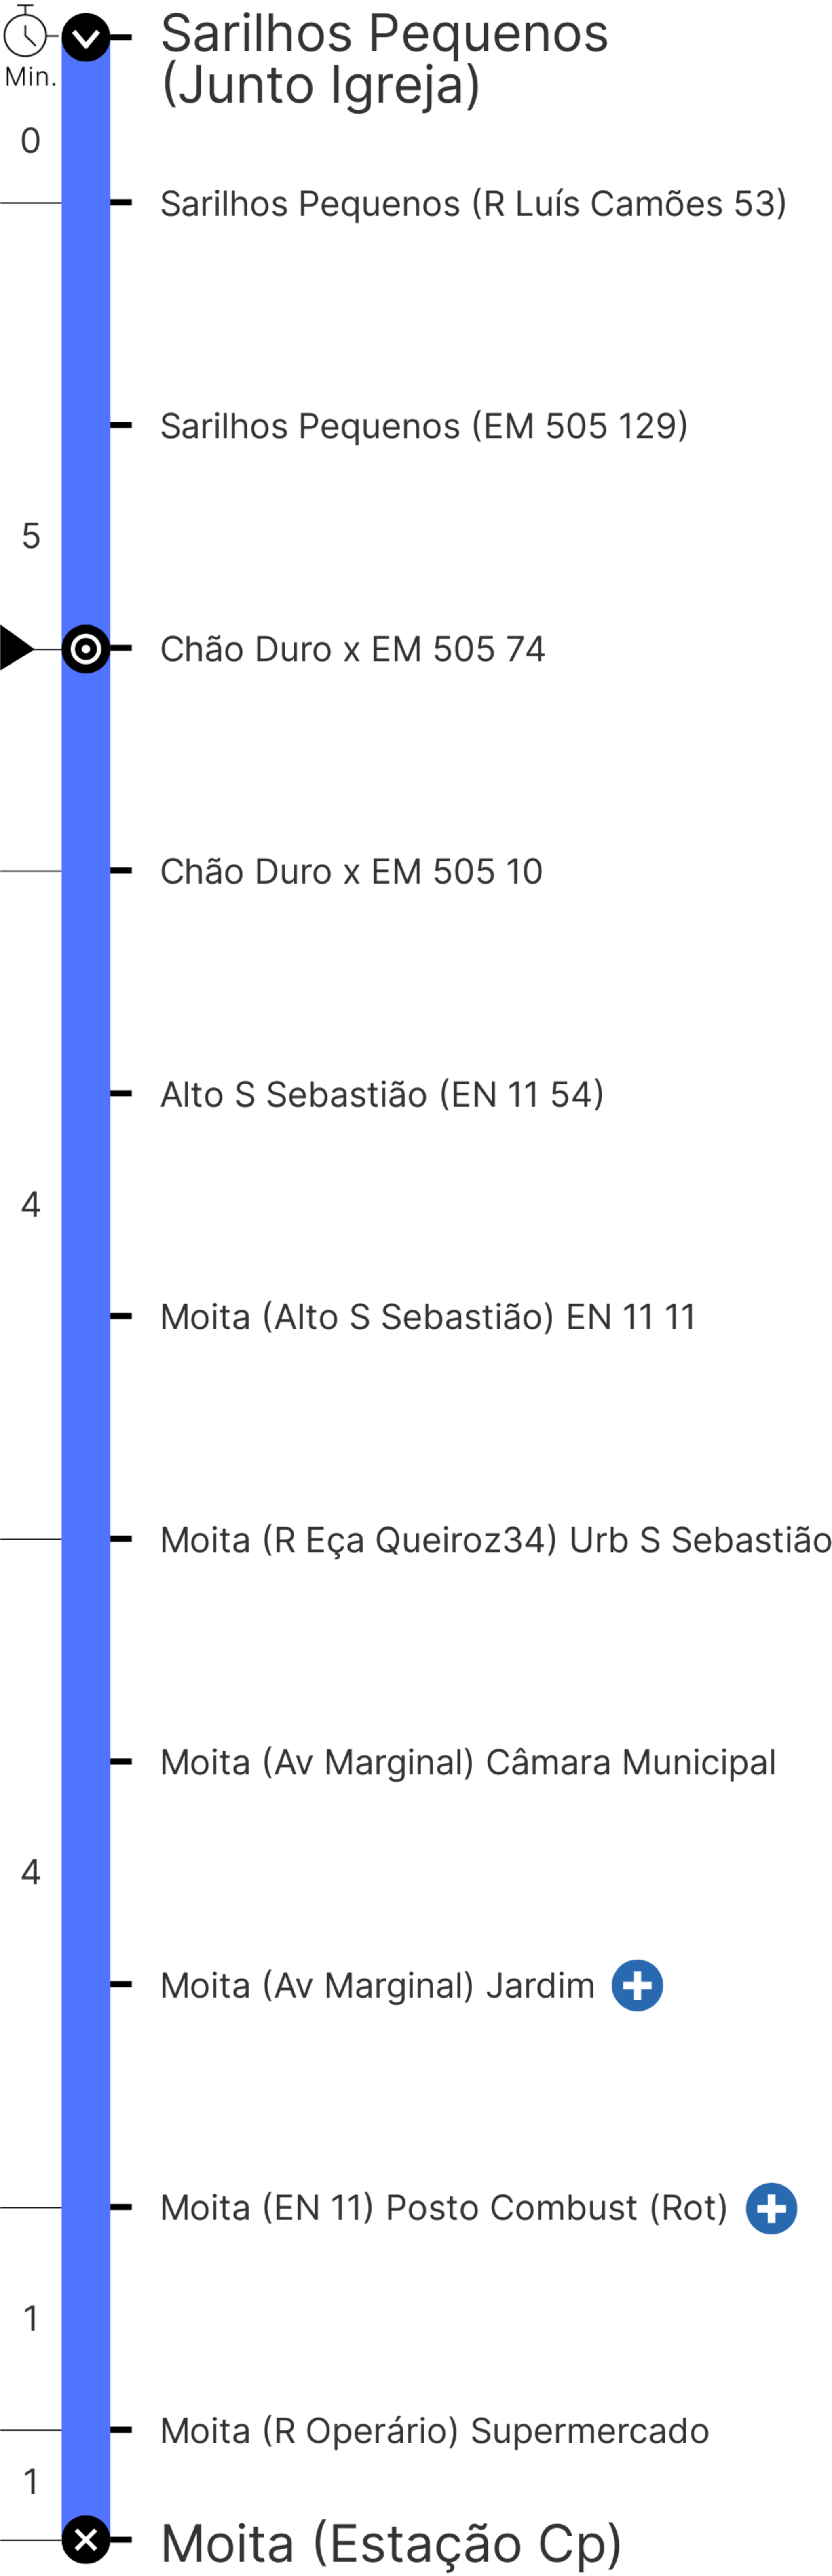 Sarilhos Pequenos
(Junto Igreja)
Min.
0
Sarilhos Pequenos (R Luís Camões 53)
Sarilhos Pequenos (EM 505 129)
5
Chão Duro x EM 505 74
Chão Duro x EM 505 10
Alto S Sebastião (EN 11 54)
4
Moita (Alto S Sebastião) EN 11 11
Moita (R Eça Queiroz34) Urb S Sebastião
Moita (Av Marginal) Câmara Municipal
4
Moita (Av Marginal) Jardim
Moita (EN 11) Posto Combust (Rot)
1
Moita (R Operário) Supermercado
1
Moita (Estação Cp)